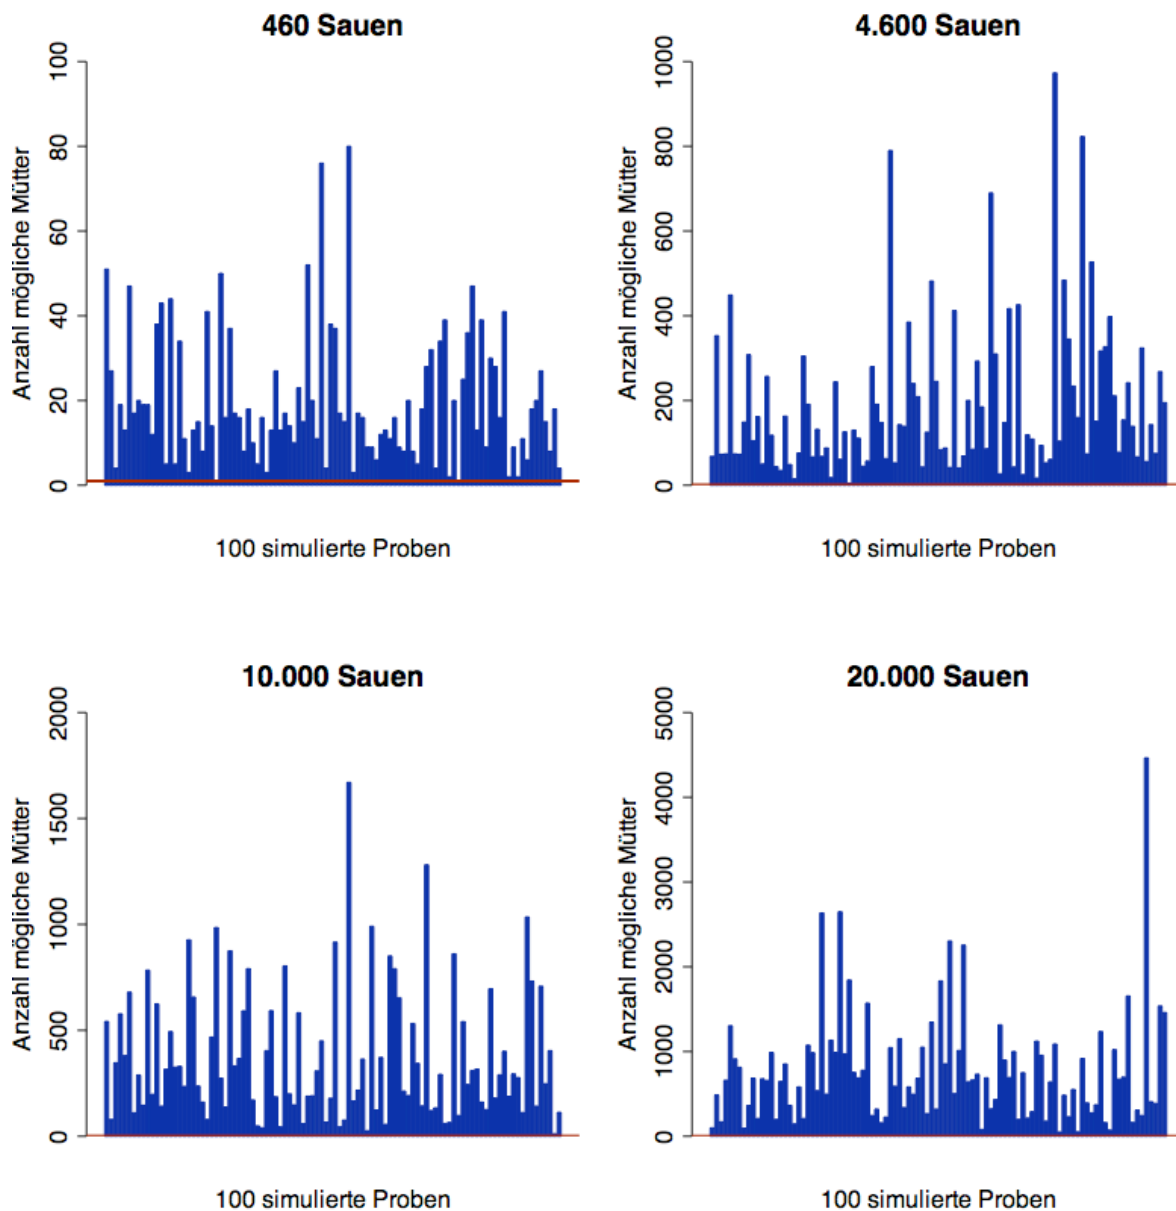 460 Sauen
Anzahl mögliche Mütter
0 20 40 60 80 100
100 simulierte Proben
4.600 Sauen
Anzahl mögliche Mütter
0 200 400 600 800 1000
100 simulierte Proben
10.000 Sauen
Anzahl mögliche Mütter
0 500 1000 1500 2000
100 simulierte Proben
20.000 Sauen
Anzahl mögliche Mütter
0 1000 2000 3000 4000 5000
100 simulierte Proben